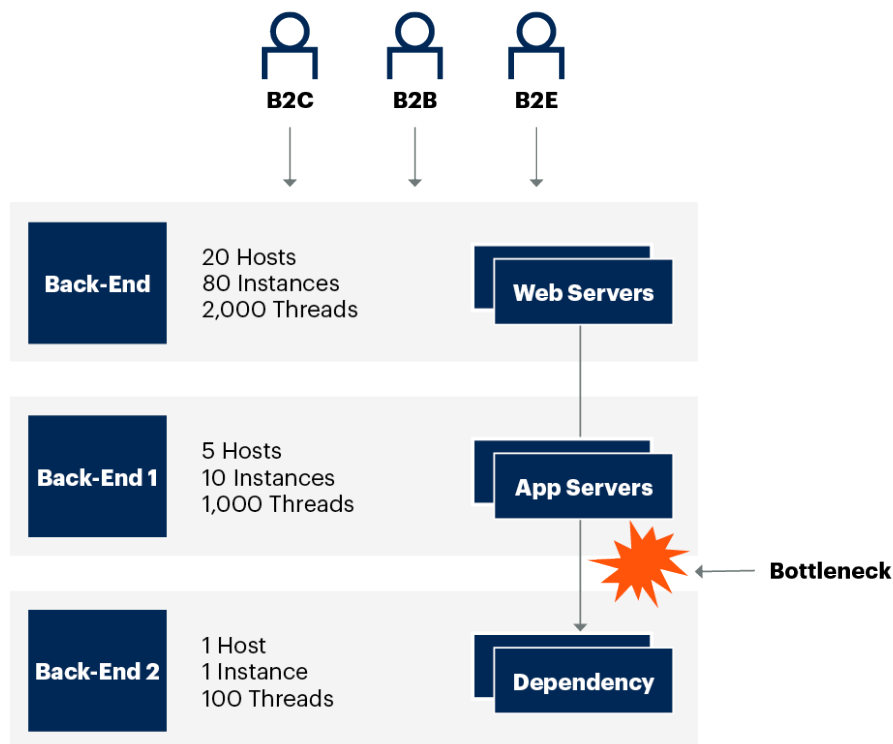 B2C
B2B
B2E
Back-End
20 Hosts
80 Instances
2,000 Threads
Web Servers
Back-End 1
5 Hosts
10 Instances
1,000 Threads
App Servers
Bottleneck
Back-End 2
1 Host
1 Instance
100 Threads
Dependency